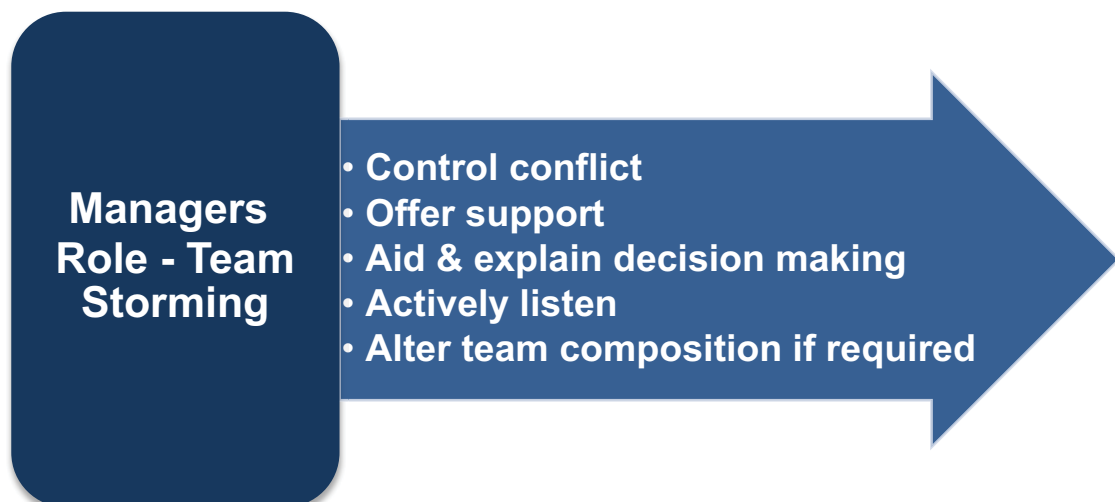 Managers
Role - Team
Storming
• Control conflict
• Offer support
• Aid & explain decision making
• Actively listen
• Alter team composition if required